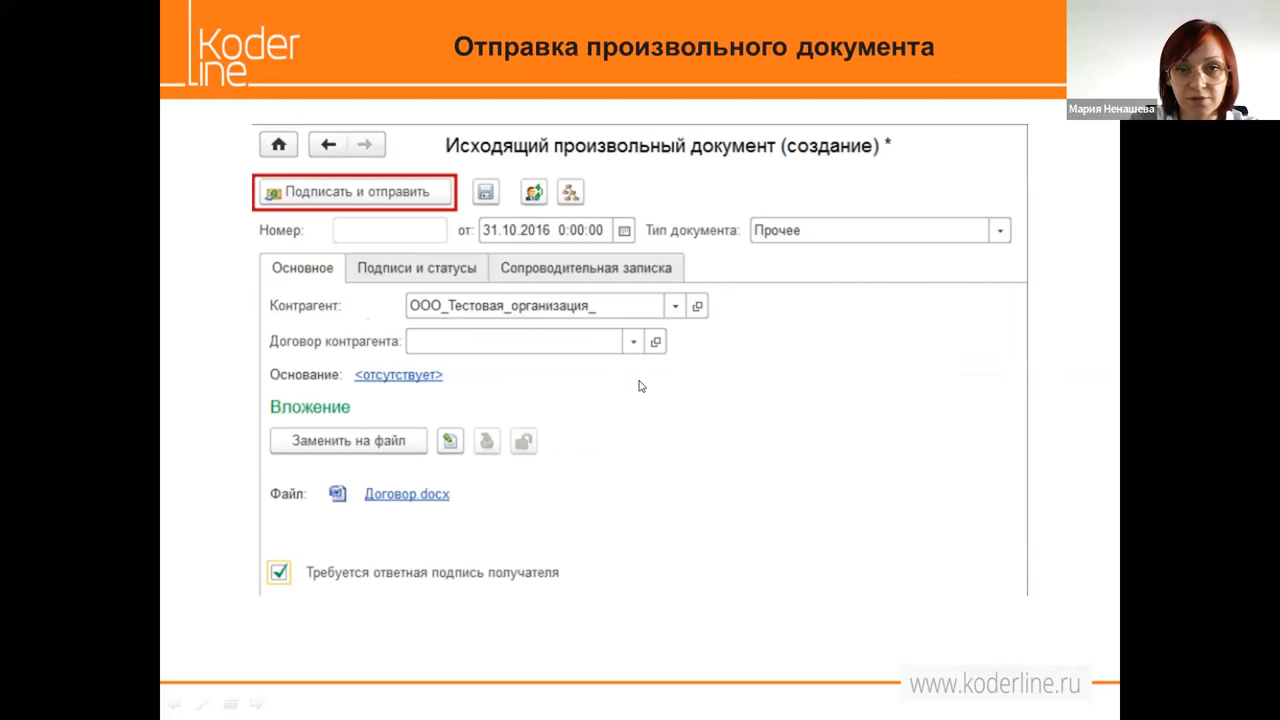 Koder line
Отправка произвольного документа
Мария Ненашева
Исходящий произвольный документ (создание) *
Подписать и отправить
Номер: от: 31.10.2016 0:00:00 Тип документа: Прочее
Основное Подписи и статусы Сопроводительная записка
Контрагент: ООО_Тестовая_организация_
Договор контрагента:
Основание: <отсутствует>
Вложение
Заменить на файл
Файл: Договор.docx
Требуется ответная подпись получателя
www.koderline.ru